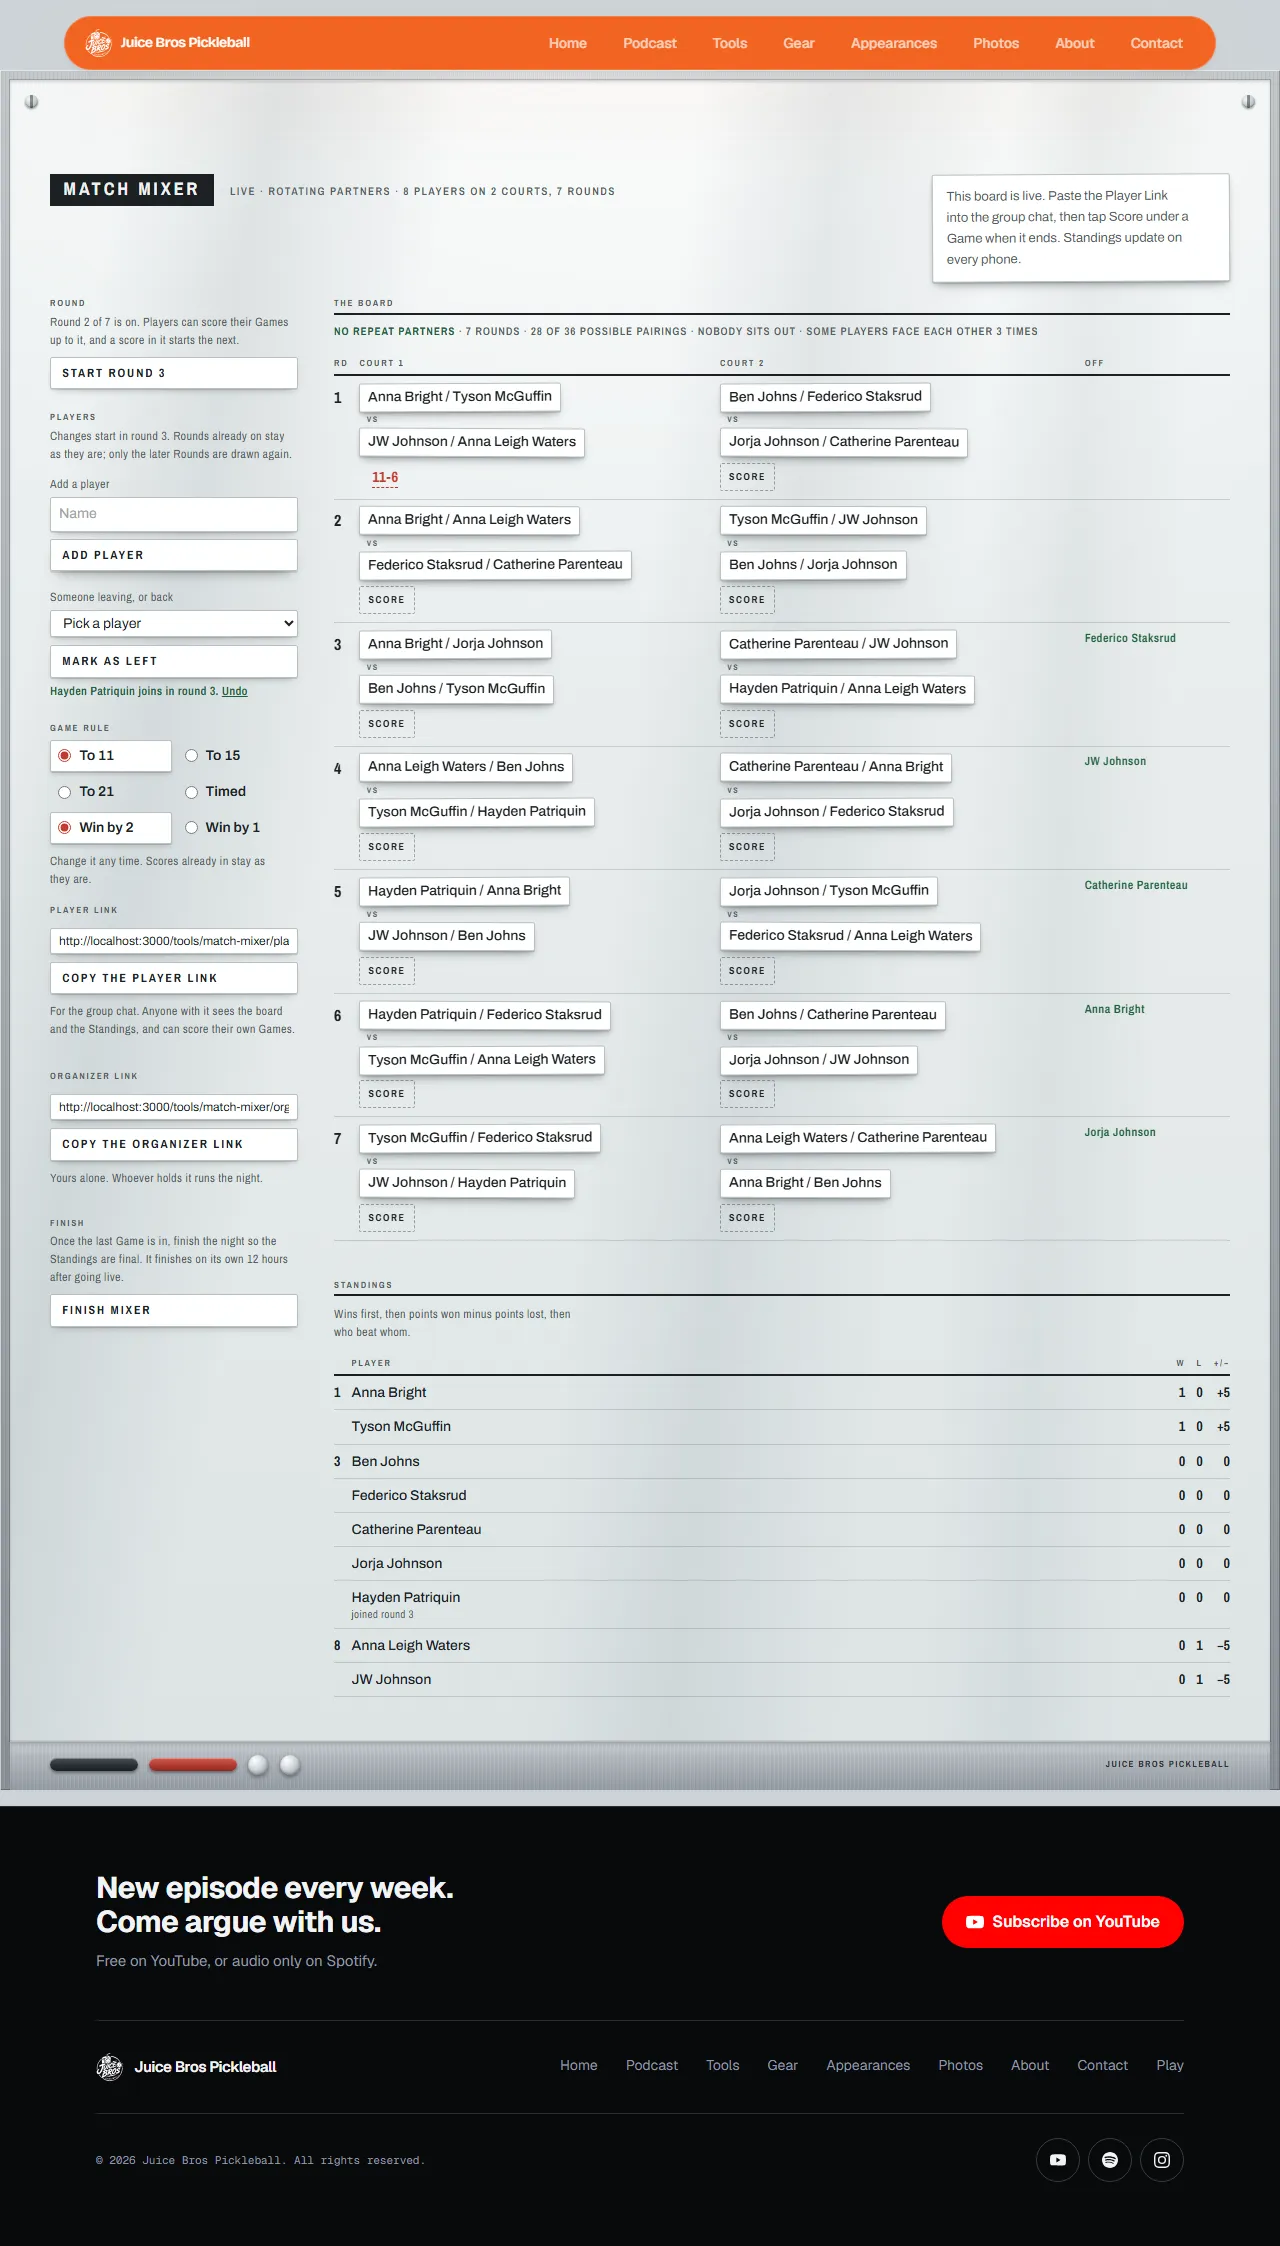 Juice Bros Pickleball
Home Podcast Tools Gear Appearances Photos About Contact
MATCH MIXER
LIVE · ROTATING PARTNERS · 8 PLAYERS ON 2 COURTS, 7 ROUNDS
This board is live. Paste the Player Link
into the group chat, then tap Score under a
Game when it ends. Standings update on
every phone.
ROUND
Round 2 of 7 is on. Players can score their Games
up to it, and a score in it starts the next.
START ROUND 3
PLAYERS
Changes start in round 3. Rounds already on stay
as they are; only the later Rounds are drawn again.
Add a player
Name
ADD PLAYER
Someone leaving, or back
Pick a player
MARK AS LEFT
Hayden Patriquin joins in round 3. Undo
GAME RULE
To 11 To 15
To 21 Timed
Win by 2 Win by 1
Change it any time. Scores already in stay as
they are.
PLAYER LINK
http://localhost:3000/tools/match-mixer/pla
COPY THE PLAYER LINK
For the group chat. Anyone with it sees the board
and the Standings, and can score their own Games.
ORGANIZER LINK
http://localhost:3000/tools/match-mixer/org
COPY THE ORGANIZER LINK
Yours alone. Whoever holds it runs the night.
FINISH
Once the last Game is in, finish the night so the
Standings are final. It finishes on its own 12 hours
after going live.
FINISH MIXER
THE BOARD
NO REPEAT PARTNERS · 7 ROUNDS · 28 OF 36 POSSIBLE PAIRINGS · NOBODY SITS OUT · SOME PLAYERS FACE EACH OTHER 3 TIMES
RD COURT 1 COURT 2 OFF
1 Anna Bright / Tyson McGuffin Ben Johns / Federico Staksrud
VS VS
JW Johnson / Anna Leigh Waters Jorja Johnson / Catherine Parenteau
11-6 SCORE
2 Anna Bright / Anna Leigh Waters Tyson McGuffin / JW Johnson
VS VS
Federico Staksrud / Catherine Parenteau Ben Johns / Jorja Johnson
SCORE SCORE
3 Anna Bright / Jorja Johnson Catherine Parenteau / JW Johnson Federico Staksrud
VS VS
Ben Johns / Tyson McGuffin Hayden Patriquin / Anna Leigh Waters
SCORE SCORE
4 Anna Leigh Waters / Ben Johns Catherine Parenteau / Anna Bright JW Johnson
VS VS
Tyson McGuffin / Hayden Patriquin Jorja Johnson / Federico Staksrud
SCORE SCORE
5 Hayden Patriquin / Anna Bright Jorja Johnson / Tyson McGuffin Catherine Parenteau
VS VS
JW Johnson / Ben Johns Federico Staksrud / Anna Leigh Waters
SCORE SCORE
6 Hayden Patriquin / Federico Staksrud Ben Johns / Catherine Parenteau Anna Bright
VS VS
Tyson McGuffin / Anna Leigh Waters Jorja Johnson / JW Johnson
SCORE SCORE
7 Tyson McGuffin / Federico Staksrud Anna Leigh Waters / Catherine Parenteau Jorja Johnson
VS VS
JW Johnson / Hayden Patriquin Anna Bright / Ben Johns
SCORE SCORE
STANDINGS
Wins first, then points won minus points lost, then
who beat whom.
PLAYER W L +/−
1 Anna Bright 1 0 +5
Tyson McGuffin 1 0 +5
3 Ben Johns 0 0 0
Federico Staksrud 0 0 0
Catherine Parenteau 0 0 0
Jorja Johnson 0 0 0
Hayden Patriquin 0 0 0
joined round 3
8 Anna Leigh Waters 0 1 −5
JW Johnson 0 1 −5
JUICE BROS PICKLEBALL
New episode every week.
Come argue with us.
Free on YouTube, or audio only on Spotify.
Subscribe on YouTube
Juice Bros Pickleball
Home Podcast Tools Gear Appearances Photos About Contact Play
© 2026 Juice Bros Pickleball. All rights reserved.